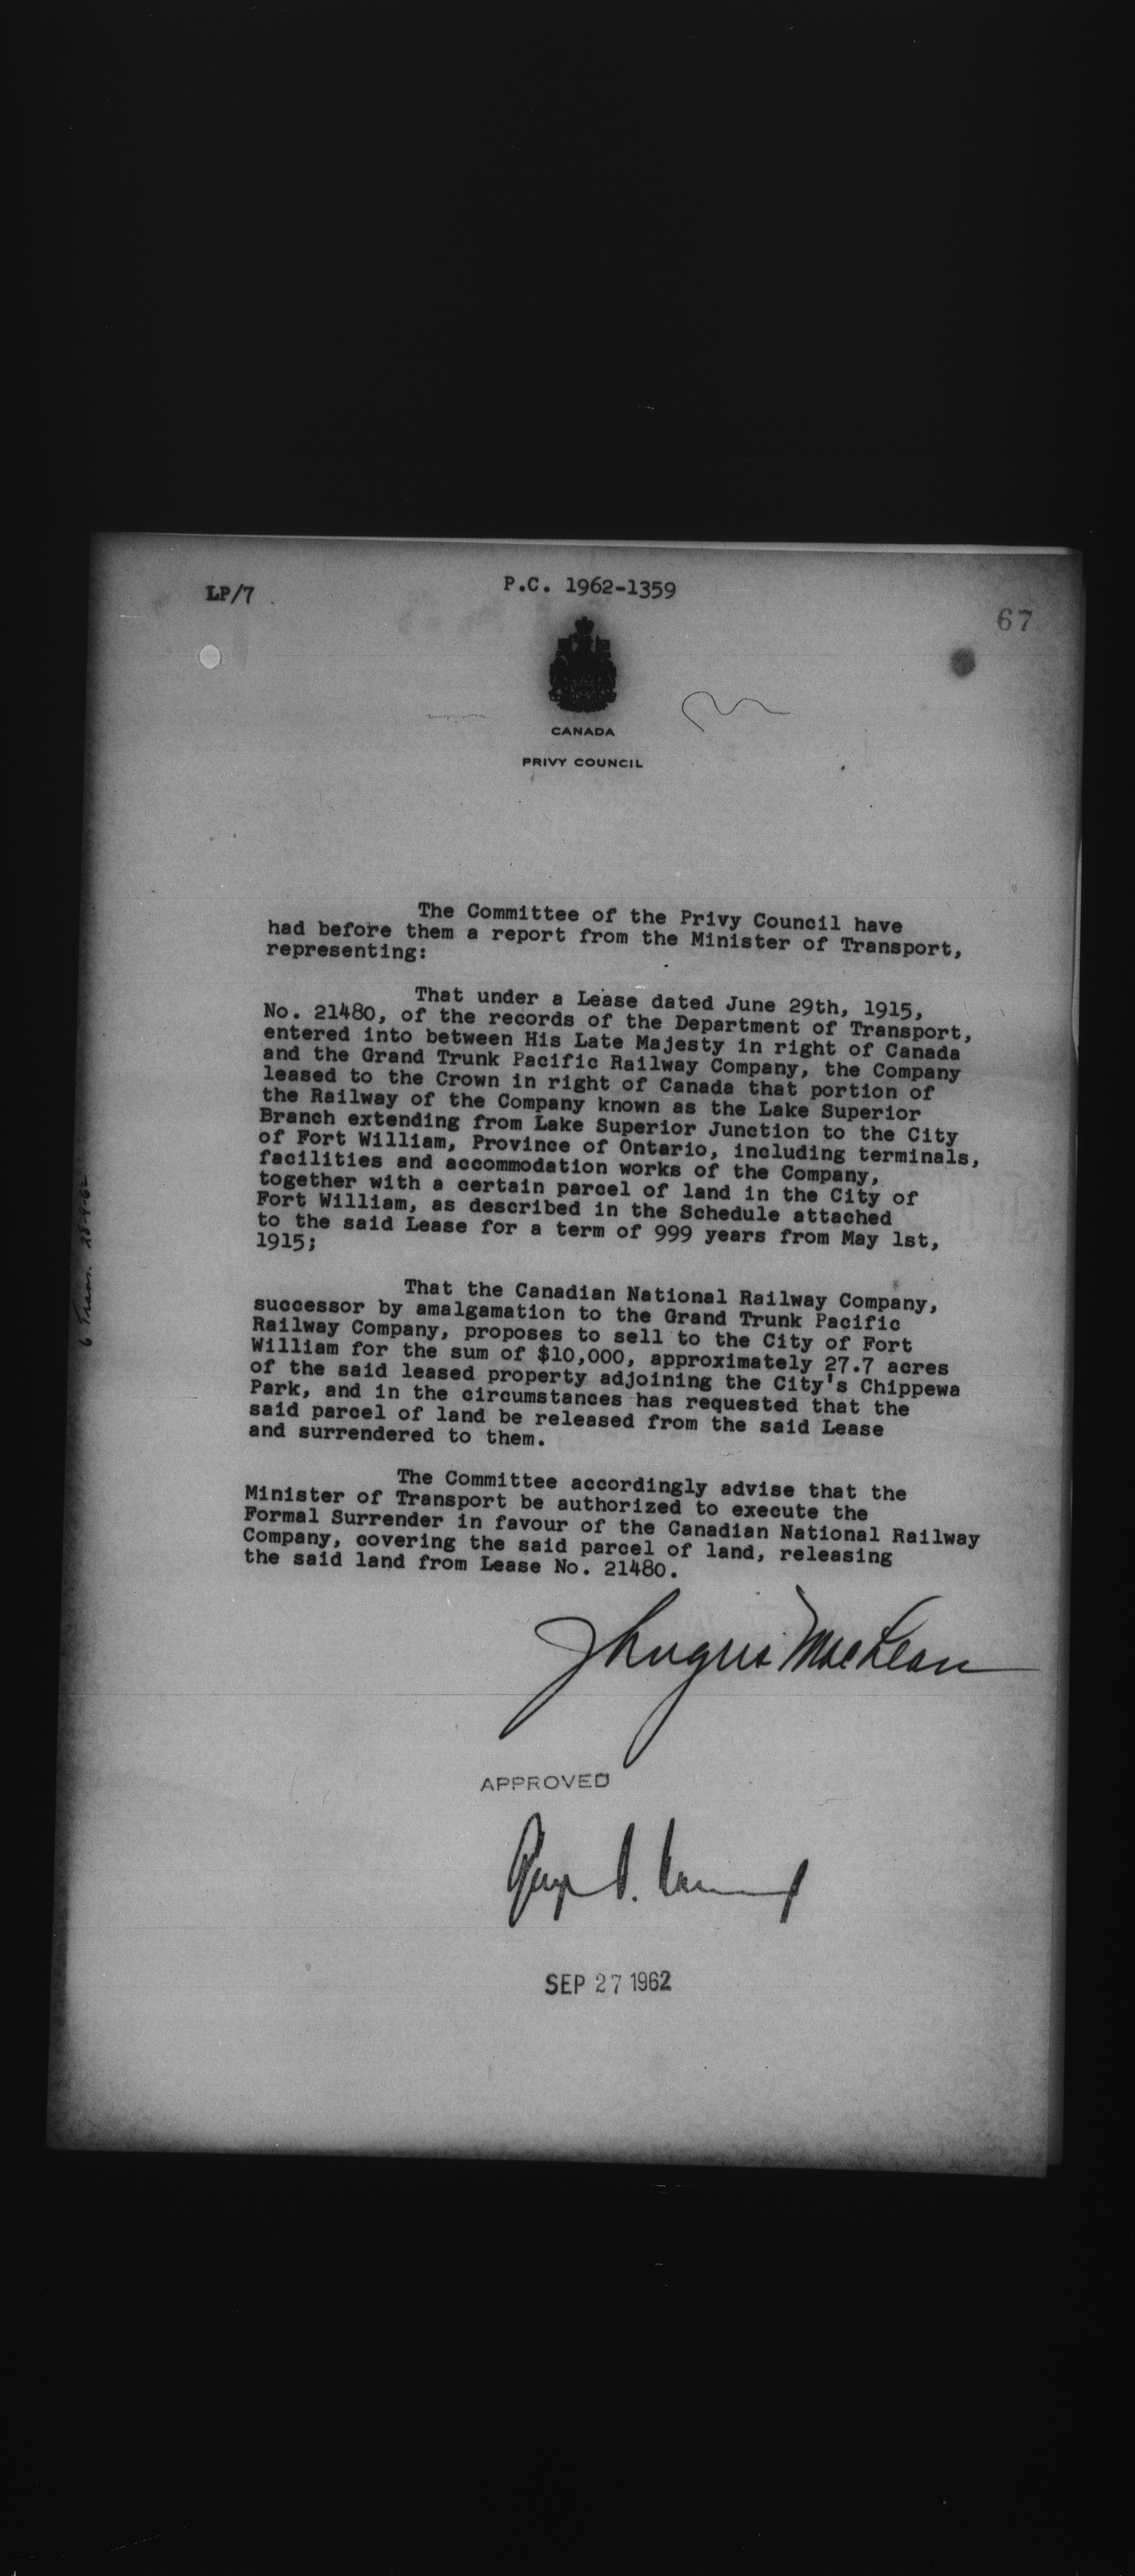 LP/7
P.C. 1962-1359
67
CANADA
PRIVY COUNCIL
The Committee of the Privy Council have
had before them a report from the Minister of Transport,
representing:
That under a Lease dated June 29th, 1915,
No. 21480, of the records of the Department of Transport,
entered into between His Late Majesty in right of Canada
and the Grand Trunk Pacific Railway Company, the Company
leased to the Crown in right of Canada that portion of
the Railway of the Company known as the Lake Superior
Branch extending from Lake Superior Junction to the City
of Fort William, Province of Ontario, including terminals,
facilities and accommodation works of the Company,
together with a certain parcel of land in the City of
Fort William, as described in the Schedule attached
to the said Lease for a term of 999 years from May 1st,
1915;
That the Canadian National Railway Company,
successor by amalgamation to the Grand Trunk Pacific
Railway Company, proposes to sell to the City of Fort
William for the sum of $10,000, approximately 27.7 acres
of the said leased property adjoining the City's Chippewa
Park, and in the circumstances has requested that the
said parcel of land be released from the said Lease
and surrendered to them.
The Committee accordingly advise that the
Minister of Transport be authorized to execute the
Formal Surrender in favour of the Canadian National Railway
Company, covering the said parcel of land, releasing
the said land from Lease No. 21480.
J Angus MacLean
APPROVED
SEP 27 1962
6 Trans. 28-9-62